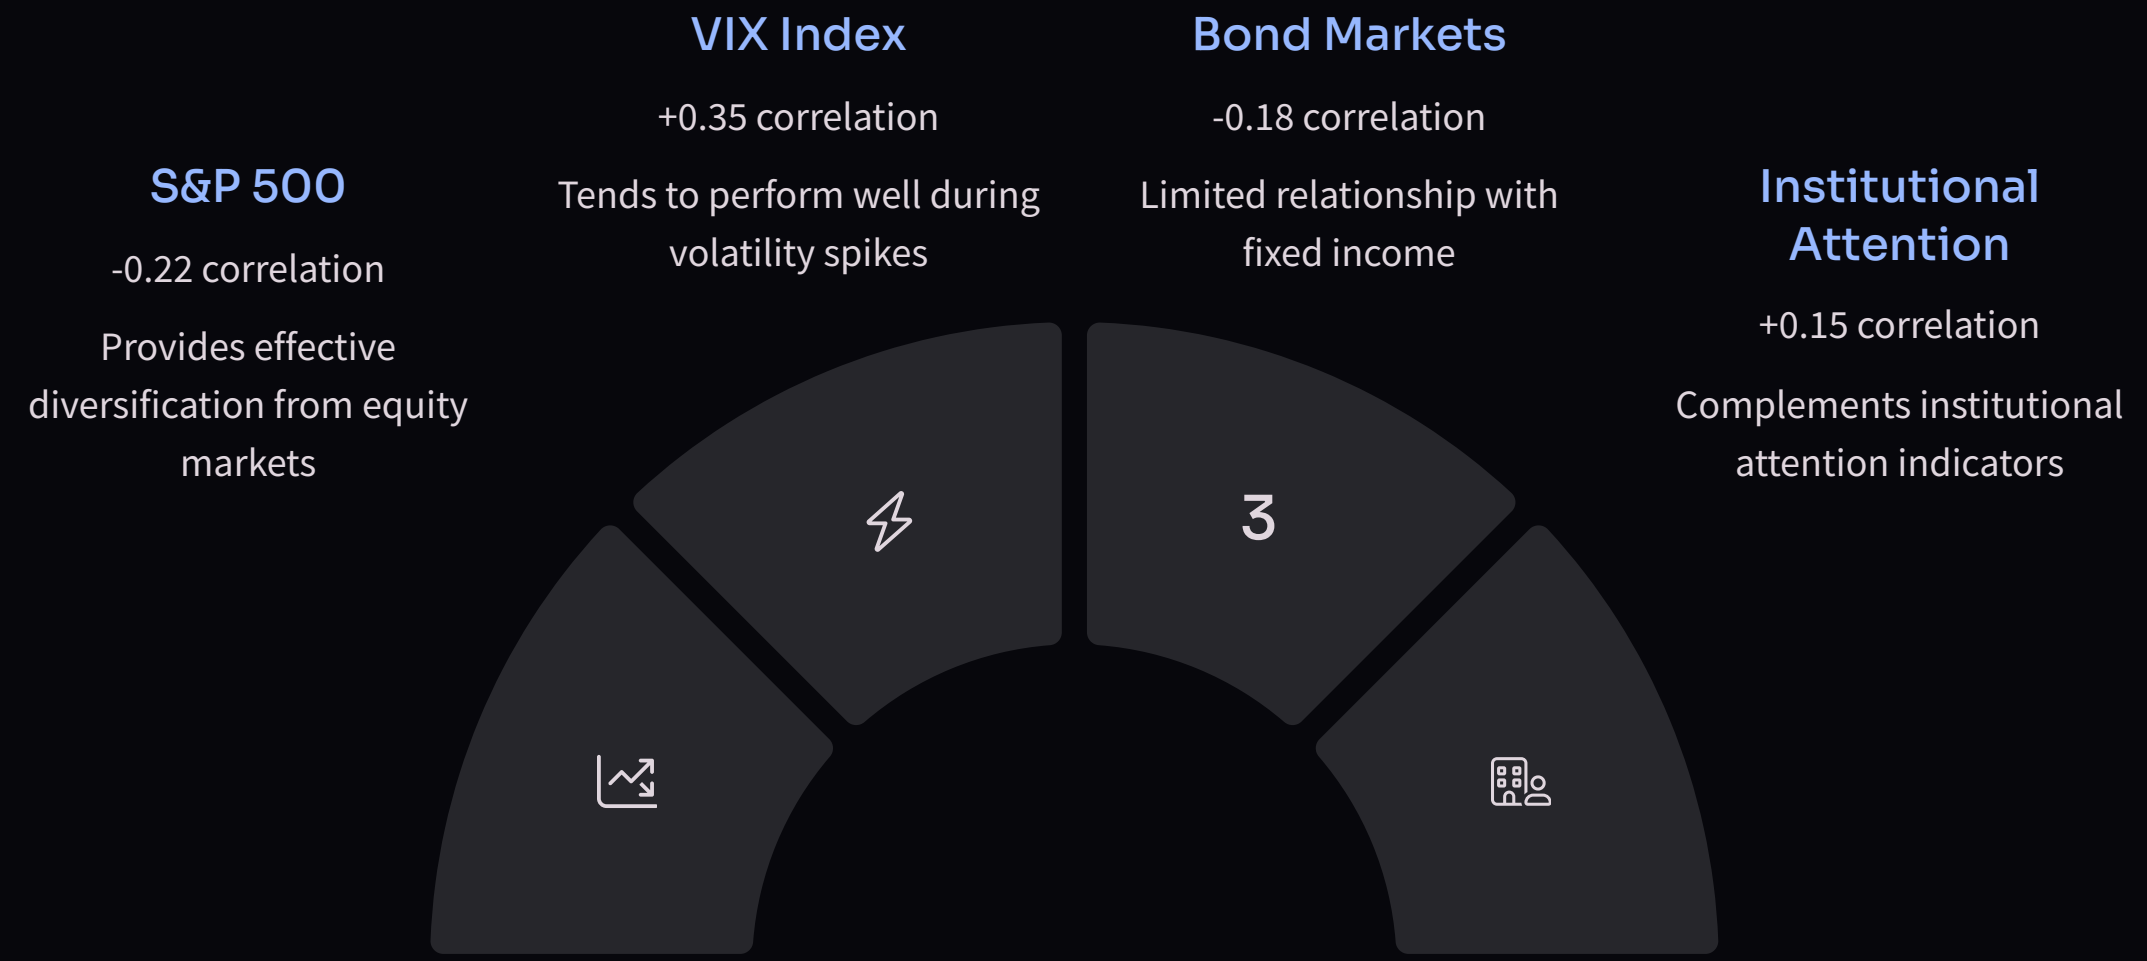 S&P 500
-0.22 correlation
Provides effective
diversification from equity
markets
VIX Index
+0.35 correlation
Tends to perform well during
volatility spikes
Bond Markets
-0.18 correlation
Limited relationship with
fixed income
Institutional
Attention
+0.15 correlation
Complements institutional
attention indicators
3